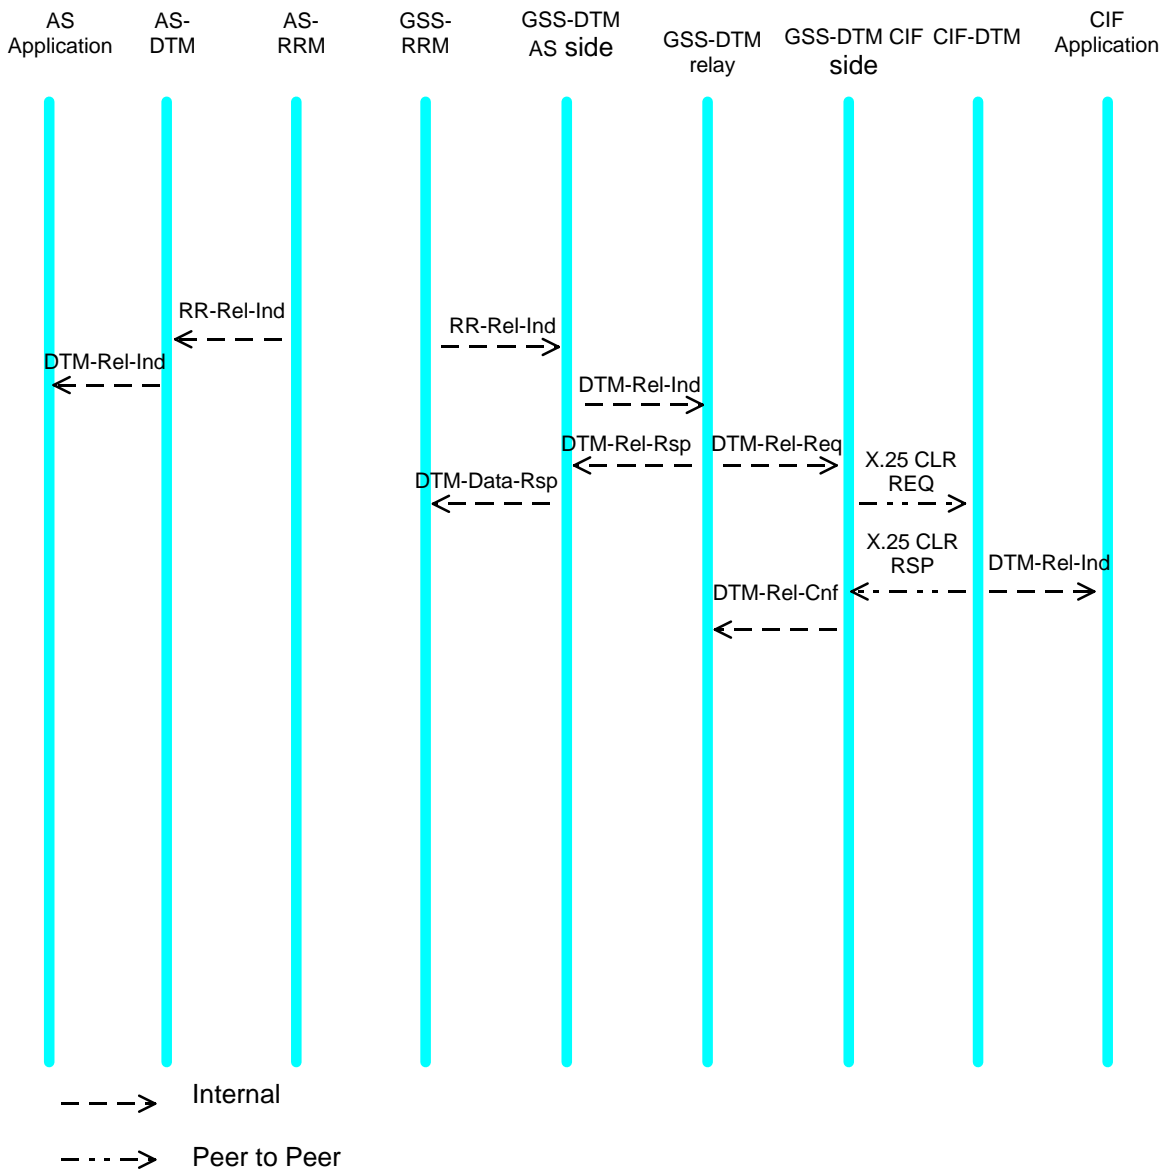 AS
Application
AS-
DTM
AS-
RRM
GSS-
RRM
GSS-DTM
AS side
GSS-DTM
relay
GSS-DTM CIF
side
CIF-DTM
CIF
Application
RR-Rel-Ind
RR-Rel-Ind
DTM-Rel-Ind
DTM-Rel-Ind
DTM-Rel-Rsp
DTM-Rel-Req
X.25 CLR
REQ
DTM-Data-Rsp
X.25 CLR
RSP
DTM-Rel-Ind
DTM-Rel-Cnf
Internal
Peer to Peer